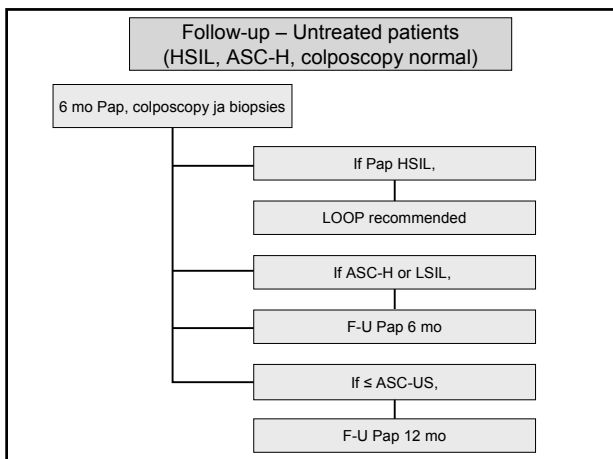 Follow-up – Untreated patients
(HSIL, ASC-H, colposcopy normal)
6 mo Pap, colposcopy ja biopsies
If Pap HSIL,
LOOP recommended
If ASC-H or LSIL,
F-U Pap 6 mo
If ≤ ASC-US,
F-U Pap 12 mo